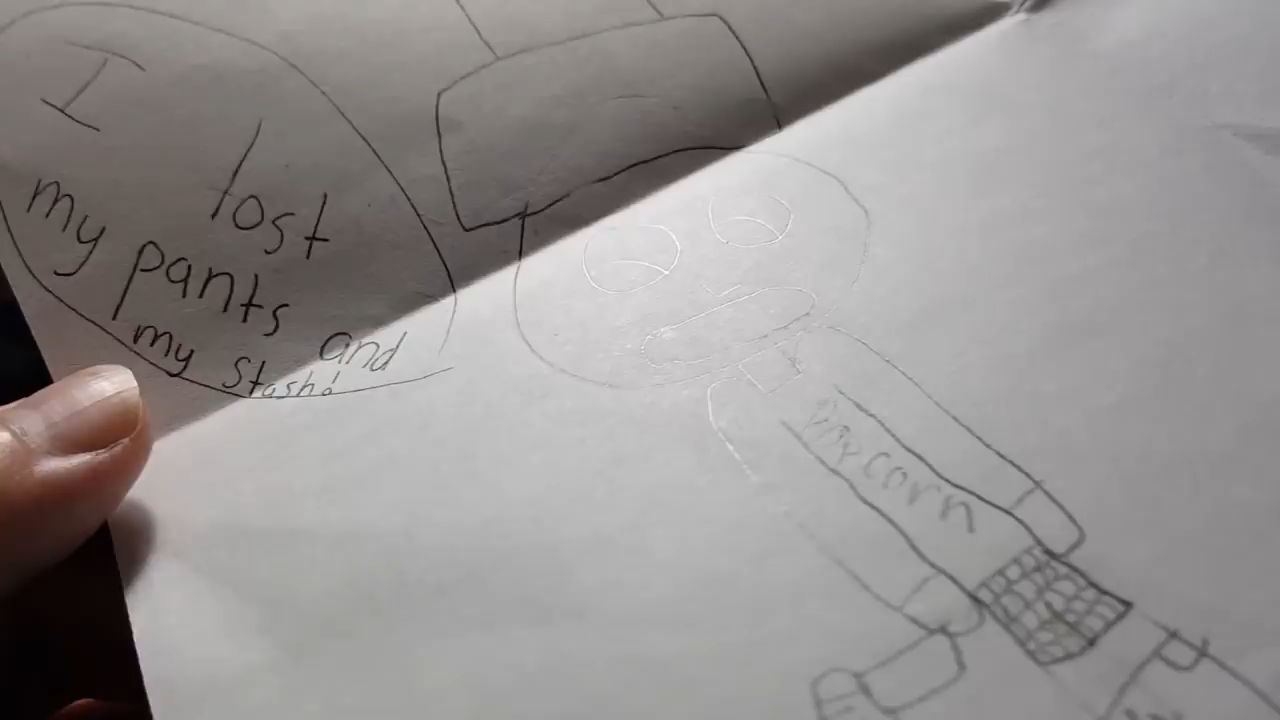 I
lost
my pants and
my stash!
popcorn